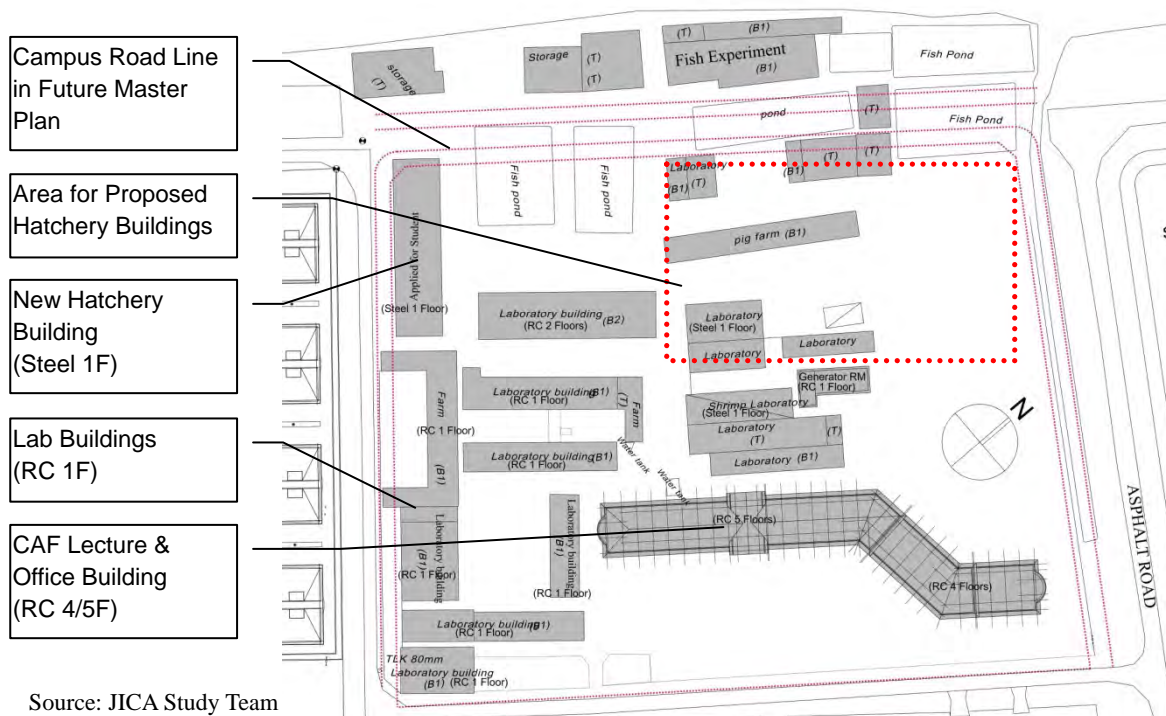 Campus Road Line
in Future Master
Plan
Area for Proposed
Hatchery Buildings
New Hatchery
Building
(Steel 1F)
Lab Buildings
(RC 1F)
CAF Lecture &
Office Building
(RC 4/5F)
storage
(T)
Storage
(T)
(T)
(T)
(B1)
Fish Experiment
(B1)
Fish Pond
pond
(T)
Fish Pond
Fish pond
Fish pond
Laboratory
(B1)
(T)
(B1)
(T)
(T)
pig farm (B1)
Applied for Student
(Steel 1 Floor)
Laboratory building (B2)
(RC 2 Floors)
Laboratory
(Steel 1 Floor)
Laboratory
Laboratory
Generator RM
(RC 1 Floor)
Farm
(RC 1 Floor)
(B1)
Laboratory building (B1)
(RC 1 Floor)
(T)
Farm
Shrimp Laboratory
(Steel 1 Floor)
Laboratory
(T)
(T)
Laboratory (B1)
Laboratory building (B1)
(RC 1 Floor)
Water tank
Water tank
N
(RC 5 Floors)
(RC 4 Floors)
ASPHALT ROAD
Laboratory building
(B1)
(RC 1 Floor)
Laboratory building
(B1)
(RC 1 Floor)
Laboratory building (B1)
(RC 1 Floor)
TLK 80mm
Laboratory building
(B1) (RC 1 Floor)
Source: JICA Study Team